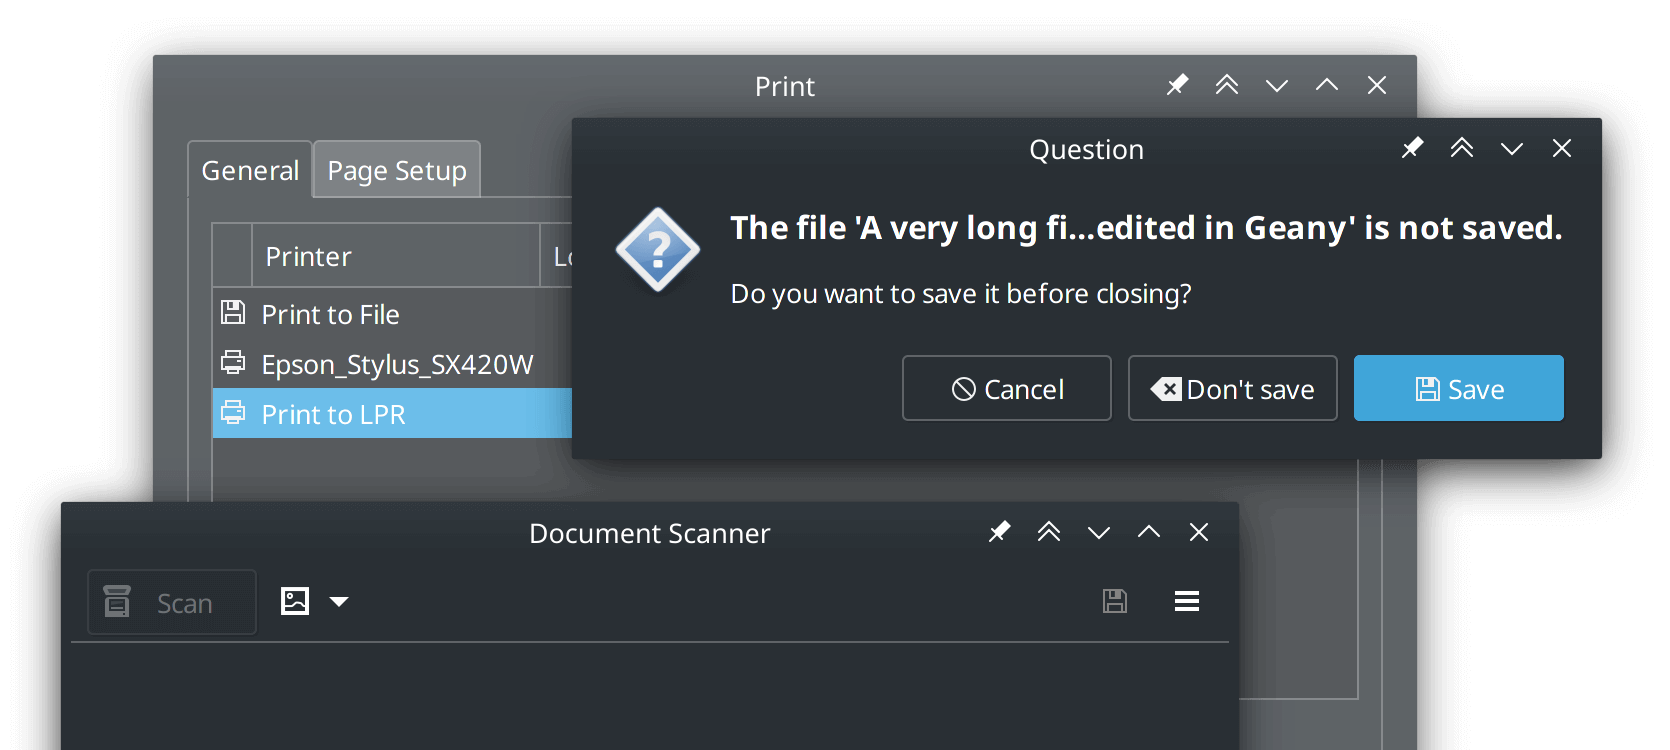 Print
General
Page Setup
Printer
Print to File
Epson_Stylus_SX420W
Print to LPR
Question
The file 'A very long fi...edited in Geany' is not saved.
Do you want to save it before closing?
Cancel
Don't save
Save
Document Scanner
Scan